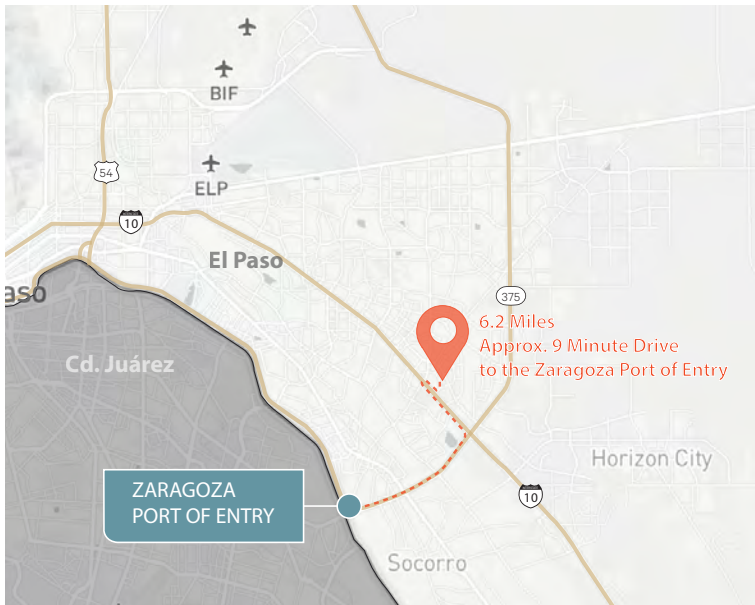 BIF
54
ELP
10
El Paso
aso
375
6.2 Miles
Approx. 9 Minute Drive
to the Zaragoza Port of Entry
Cd. Juárez
Horizon City
ZARAGOZA
PORT OF ENTRY
10
Socorro